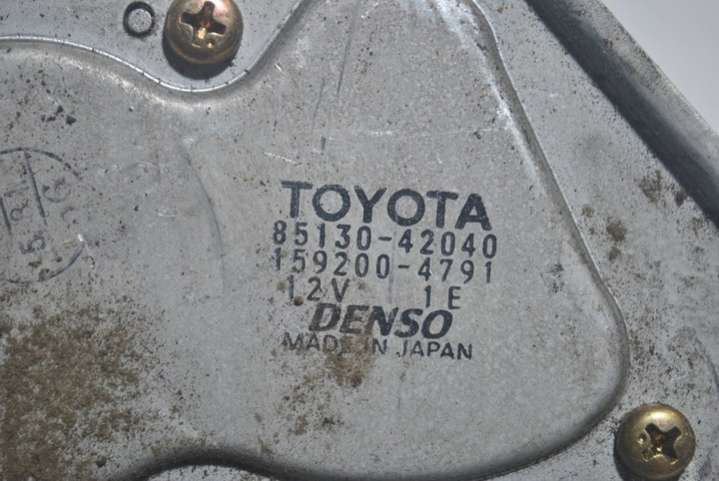 TOYOTA
85130-42040
159200-4791
12V 1E
DENSO
MADE IN JAPAN